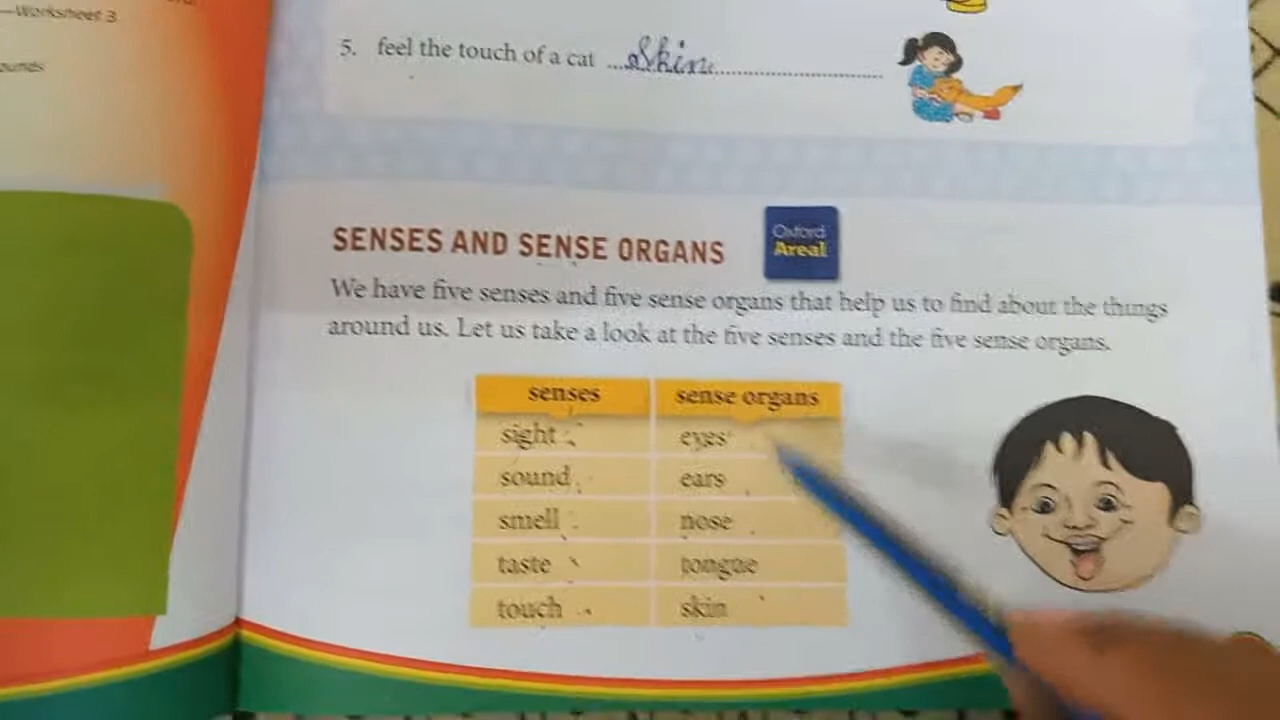 —Worksheet 3
ounds
5. feel the touch of a cat ...Skin...
SENSES AND SENSE ORGANS
Oxford
Areal
We have five senses and five sense organs that help us to find about the things
around us. Let us take a look at the five senses and the five sense organs.
senses sense organs
sight eyes
sound ears
smell nose
taste tongue
touch skin